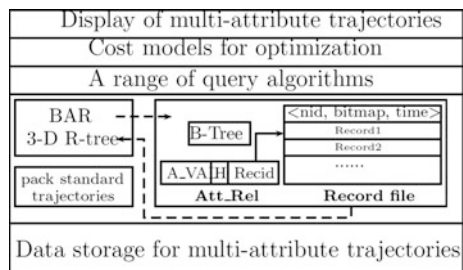 Display of multi-attribute trajectories
Cost models for optimization
A range of query algorithms
BAR
3-D R-tree
pack standard
trajectories
B-Tree
A_VA H Recid
Att_Rel
<nid, bitmap, time>
Record1
Record2
......
Record file
Data storage for multi-attribute trajectories